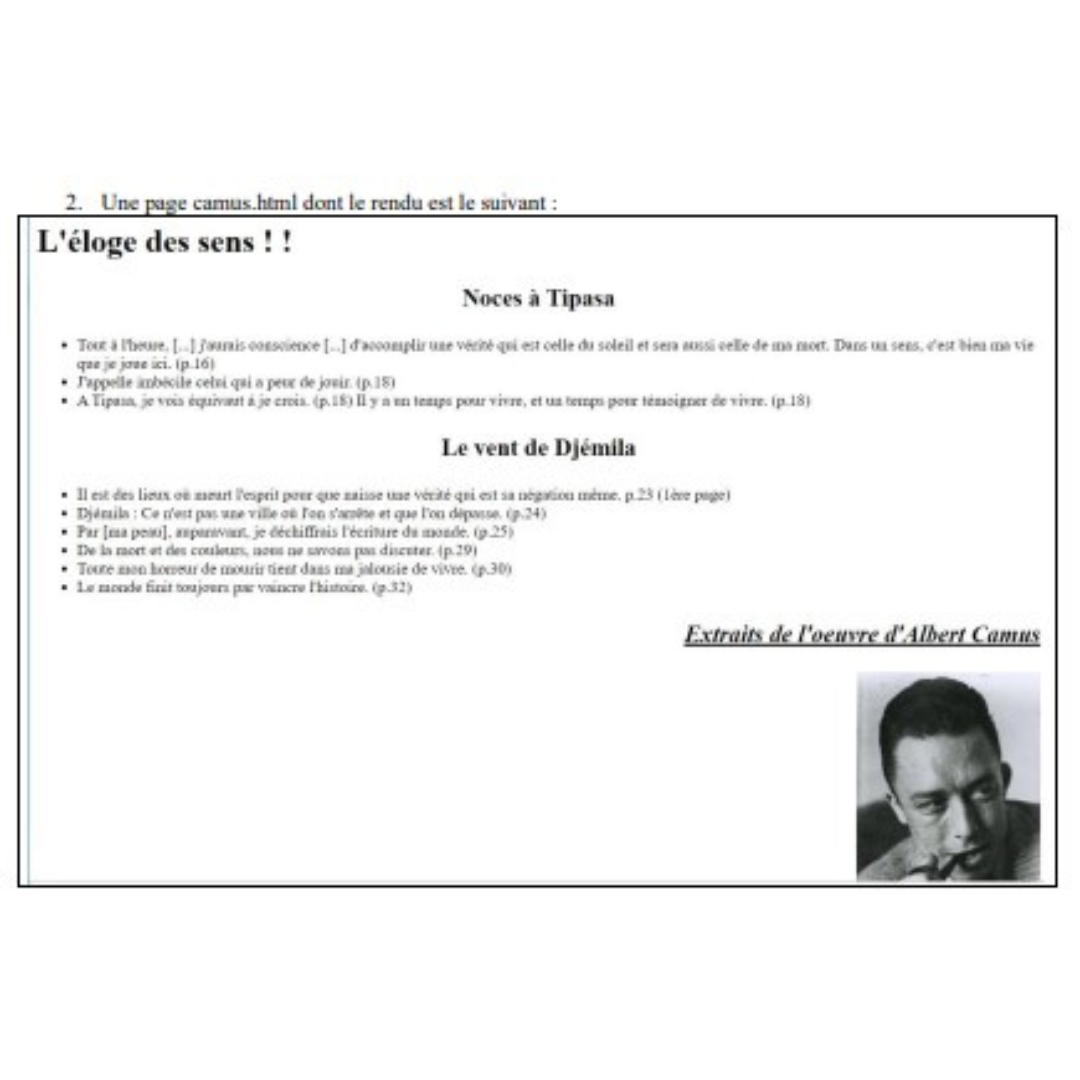 2. Une page camus.html dont le rendu est le suivant :
L'éloge des sens ! !
Noces à Tipasa
• Tout à l'heure, [...] j'aurais conscience [...] d'accomplir une vérité qui est celle du soleil et sera aussi celle de ma mort. Dans un sens, c'est bien ma vie
que je joue ici. (p.16)
• J'appelle imbécile celui qui a peur de jouir. (p.18)
• A Tipasa, je vois équivaut à je crois. (p.18) Il y a un temps pour vivre, et un temps pour témoigner de vivre. (p.18)
Le vent de Djémila
• Il est des lieux où meurt l'esprit pour que naisse une vérité qui est sa négation même. p.23 (1ère page)
• Djémila : Ce n'est pas une ville où l'on s'arrête et que l'on dépasse. (p.24)
• Par [ma peau], auparavant, je déchiffrais l'écriture du monde. (p.25)
• De la mort et des couleurs, nous ne savons pas discuter. (p.29)
• Toute mon horreur de mourir tient dans ma jalousie de vivre. (p.30)
• Le monde finit toujours par vaincre l'histoire. (p.32)
Extraits de l'oeuvre d'Albert Camus